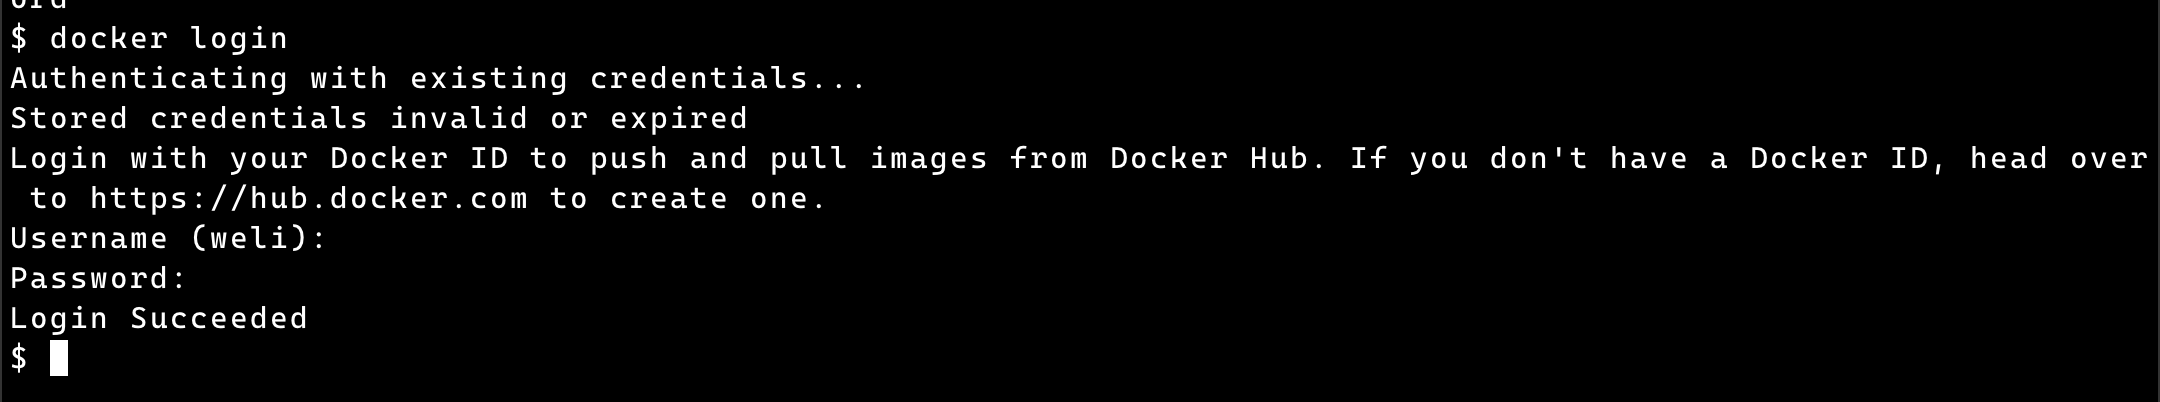 $ docker login
Authenticating with existing credentials...
Stored credentials invalid or expired
Login with your Docker ID to push and pull images from Docker Hub. If you don't have a Docker ID, head over
 to https://hub.docker.com to create one.
Username (weli):
Password:
Login Succeeded
$